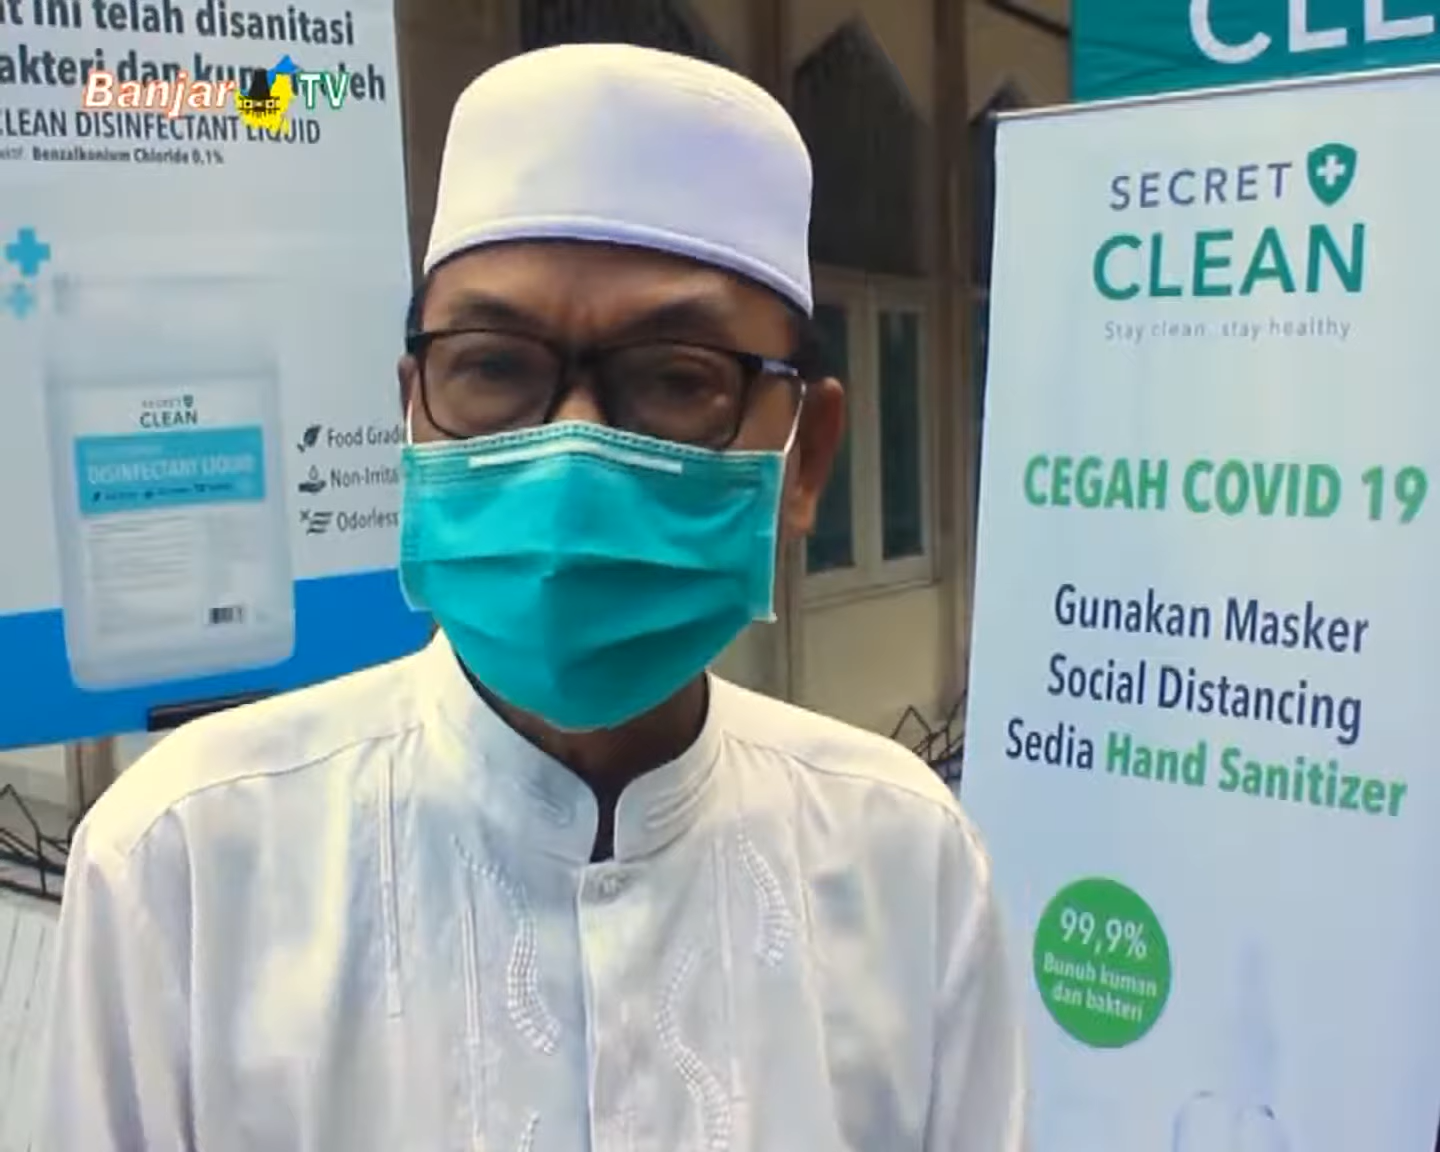 t ini telah disanitasi
akteri dan kuman oleh
Banjar TV
CLEAN DISINFECTANT LIQUID
Benzalkonium Chloride 0,1%
SECRET
CLEAN
DISINFECTANT LIQUID
Food Grade
Non-Irrita
Odorless
CLE
SECRET
CLEAN
Stay clean, stay healthy
CEGAH COVID 19
Gunakan Masker
Social Distancing
Sedia Hand Sanitizer
99,9%
Bunuh kuman
dan bakteri